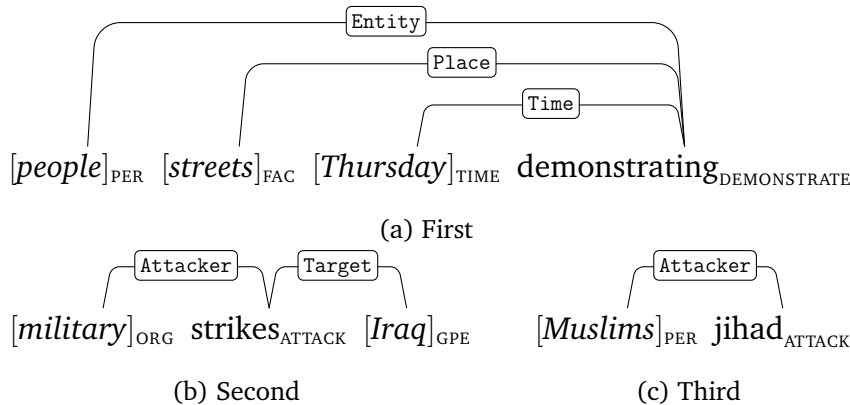 Entity
Place
Time
[people]PER [streets]FAC [Thursday]TIME demonstratingDEMONSTRATE
(a) First
Attacker Target Attacker
[military]ORG strikesATTACK [Iraq]GPE [Muslims]PER jihadATTACK
(b) Second (c) Third